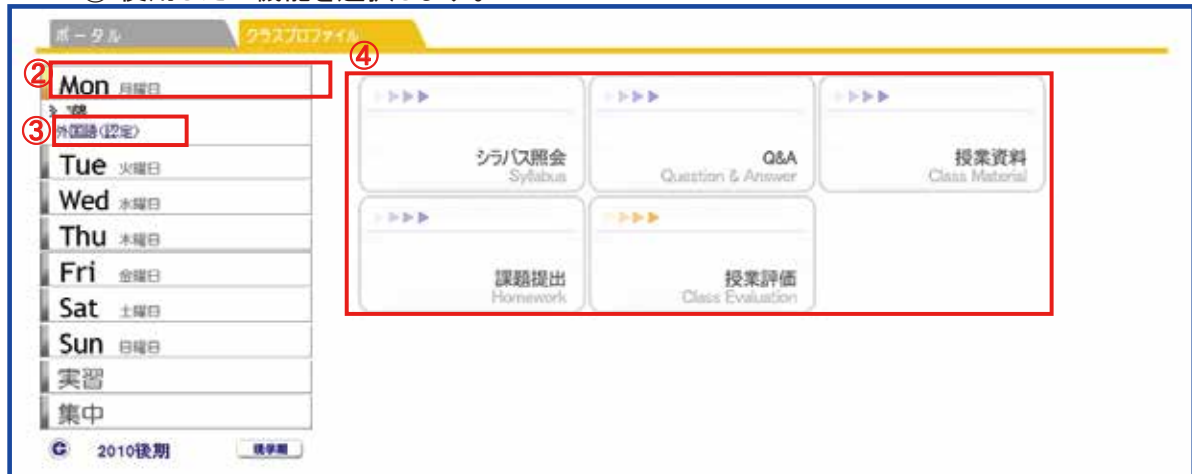 ポータル
クラスプロファイル
② Mon 月曜日
③ 外国語(認定)
Tue 火曜日
Wed 水曜日
Thu 木曜日
Fri 金曜日
Sat 土曜日
Sun 日曜日
実習
集中
2010後期
④
シラバス照会
Syllabus
Q&A
Question & Answer
授業資料
Class Material
課題提出
Homework
授業評価
Class Evaluation